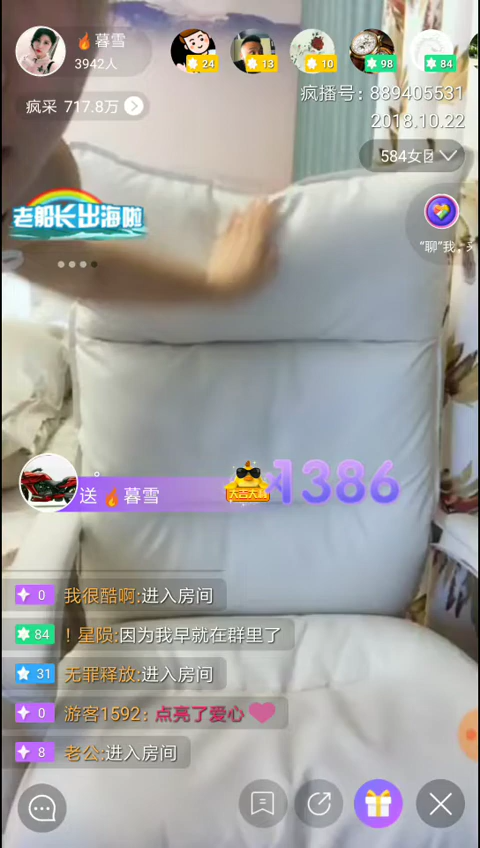 🔥暮雪
3942人
24
13
10
98
84
疯采 717.8万
疯播号: 889405531
2018.10.22
584女团
老船长出海啦
“聊”我，
送 🔥暮雪
大吉大利
1386
0 我很酷啊:进入房间
84 ！星陨:因为我早就在群里了
31 无罪释放:进入房间
0 游客1592: 点亮了爱心
8 老公:进入房间